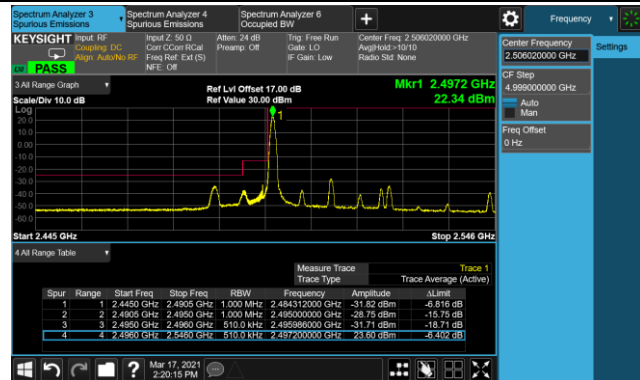 Spectrum Analyzer 3
Spurious Emissions
Spectrum Analyzer 4
Spurious Emissions
Spectrum Analyzer 6
Occupied BW
Frequency
KEYSIGHT
Input: RF
Coupling: DC
Align: Auto/No RF
Input Z: 50 Ω
Corr CCorr RCal
Freq Ref: Ext (S)
NFE: Off
Atten: 24 dB
Preamp: Off
Trig: Free Run
Gate: LO
IF Gain: Low
Center Freq: 2.506020000 GHz
Avg|Hold:>10/10
Radio Std: None
PASS
Center Frequency
2.506020000 GHz
Settings
CF Step
4.999000000 GHz
Auto
Man
Freq Offset
0 Hz
3 All Range Graph
Ref Lvl Offset 17.00 dB
Mkr1 2.4972 GHz
Scale/Div 10.0 dB
Ref Value 30.00 dBm
22.34 dBm
Log
20.0
10.0
0.00
-10.0
-20.0
-30.0
-40.0
-50.0
-60.0
1
Start 2.445 GHz
Stop 2.546 GHz
4 All Range Table
Measure Trace Trace 1
Trace Type Trace Average (Active)
Spur Range Start Freq Stop Freq RBW Frequency Amplitude ΔLimit
1 1 2.4450 GHz 2.4905 GHz 1.000 MHz 2.484312000 GHz -31.82 dBm -6.816 dB
2 2 2.4905 GHz 2.4950 GHz 1.000 MHz 2.495000000 GHz -28.75 dBm -15.75 dB
3 3 2.4950 GHz 2.4960 GHz 510.0 kHz 2.495986000 GHz -31.71 dBm -18.71 dB
4 4 2.4960 GHz 2.5460 GHz 510.0 kHz 2.497200000 GHz 23.60 dBm -6.402 dB
Mar 17, 2021
2:20:15 PM